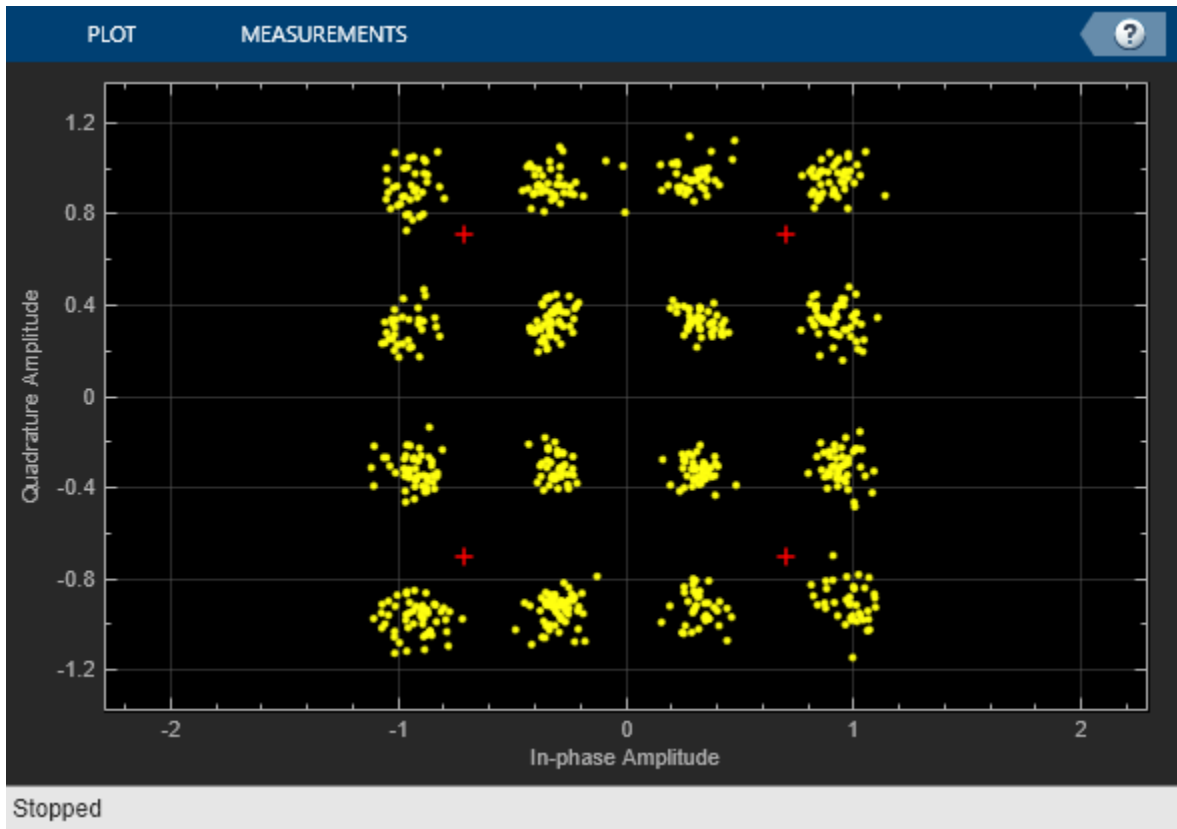 PLOT MEASUREMENTS ?
1.2
0.8
0.4
0
-0.4
-0.8
-1.2
Quadrature Amplitude
-2 -1 0 1 2
In-phase Amplitude
Stopped